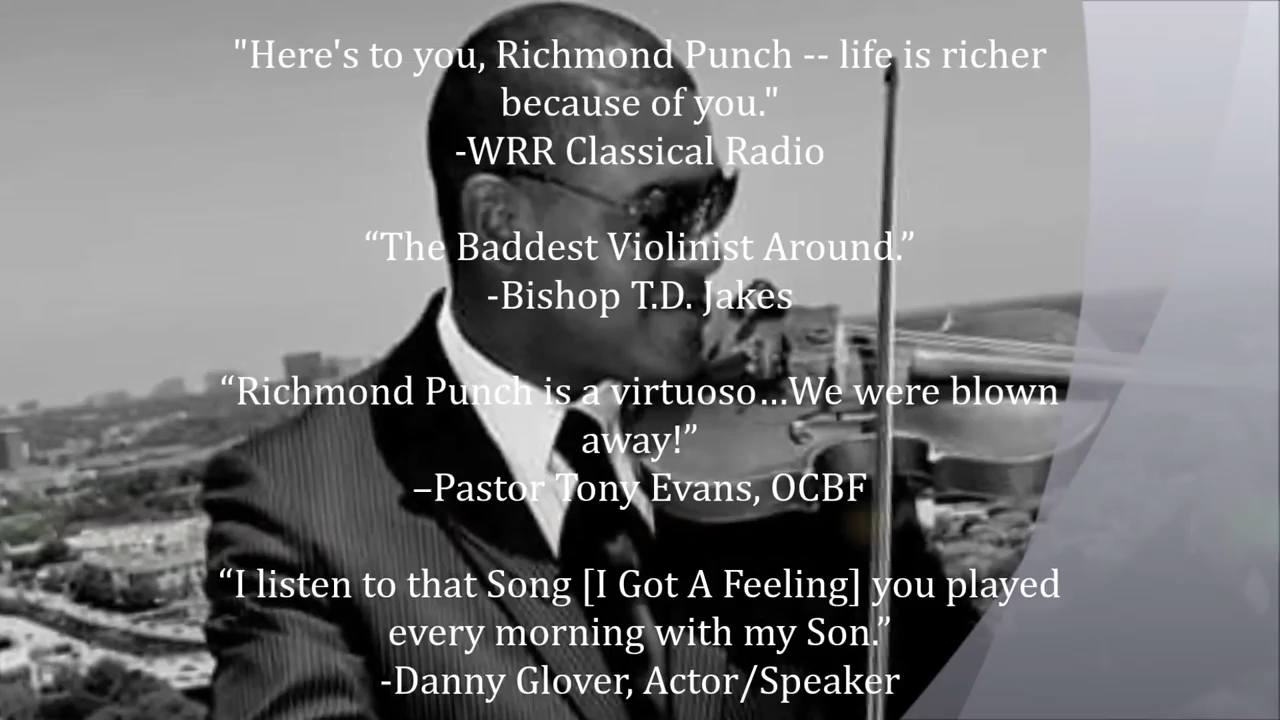 "Here's to you, Richmond Punch -- life is richer
because of you."
-WRR Classical Radio
“The Baddest Violinist Around.”
-Bishop T.D. Jakes
“Richmond Punch is a virtuoso…We were blown
away!”
–Pastor Tony Evans, OCBF
“I listen to that Song [I Got A Feeling] you played
every morning with my Son.”
-Danny Glover, Actor/Speaker